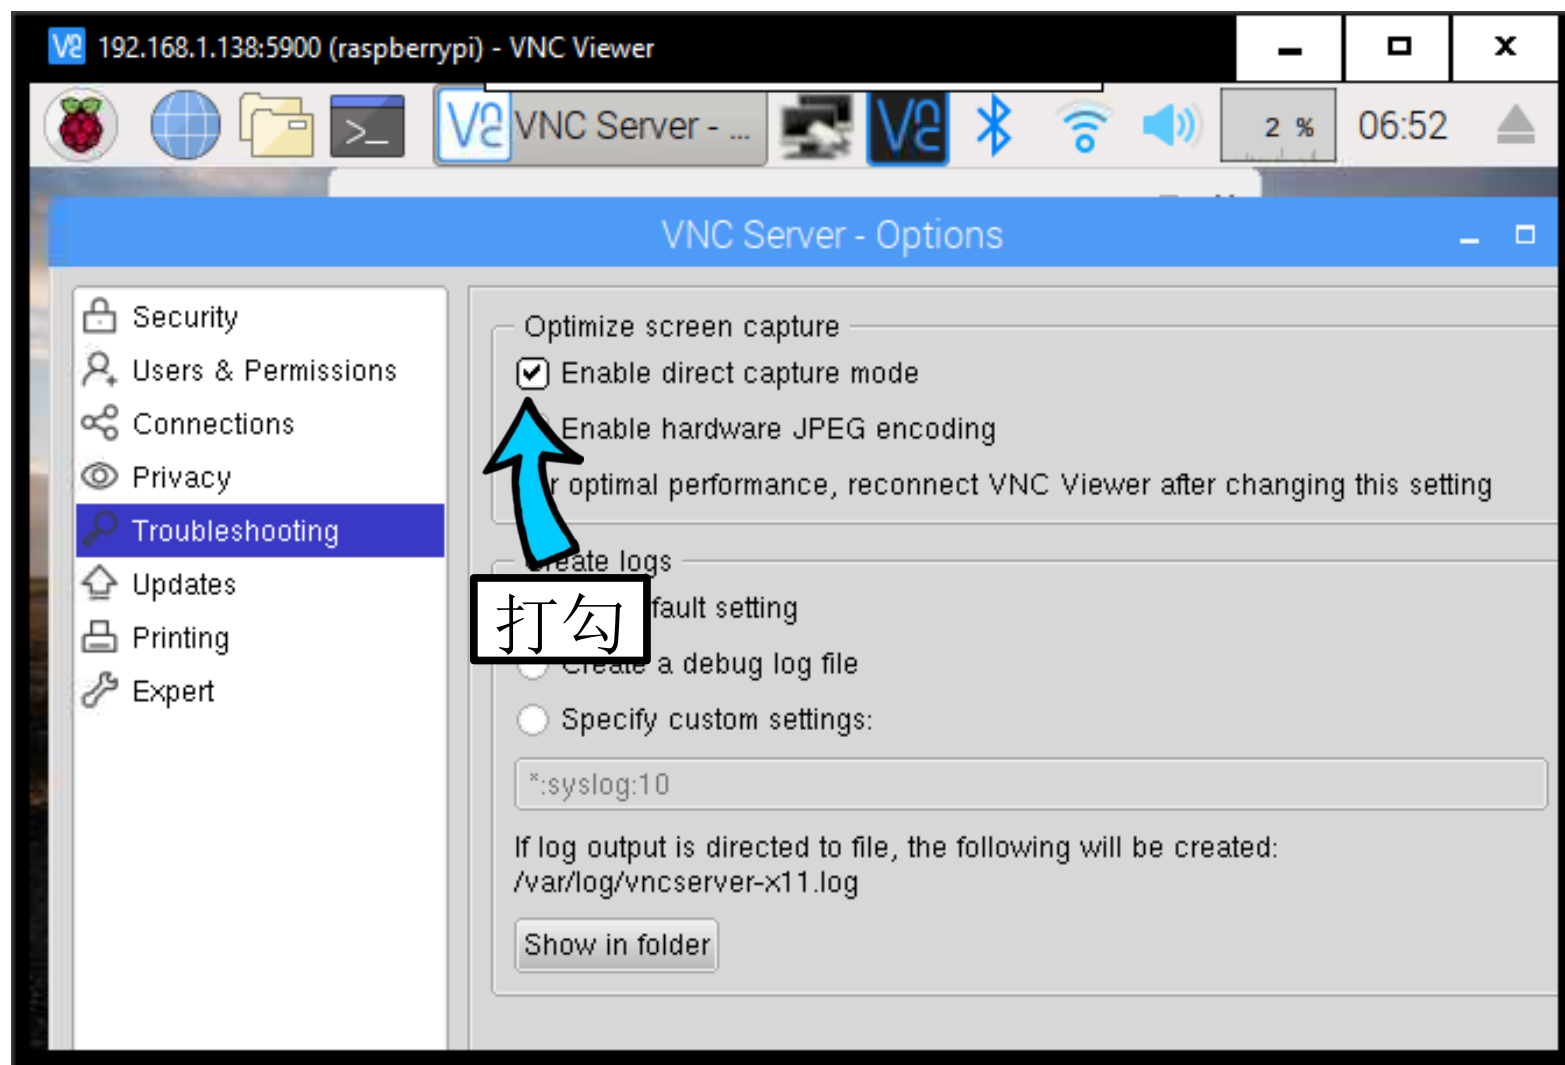 192.168.1.138:5900 (raspberrypi) - VNC Viewer
VNC Server - ...
2 %
06:52
VNC Server - Options
Security
Users & Permissions
Connections
Privacy
Troubleshooting
Updates
Printing
Expert
Optimize screen capture
Enable direct capture mode
Enable hardware JPEG encoding
optimal performance, reconnect VNC Viewer after changing this setting
logs
打勾
setting
Create a debug log file
Specify custom settings:
*:syslog:10
If log output is directed to file, the following will be created:
/var/log/vncserver-x11.log
Show in folder